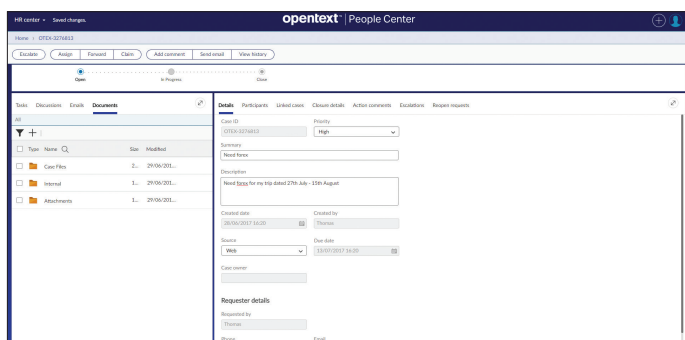 HR center Saved changes. opentext™ | People Center
Home › OTEX-3276813
Escalate Assign Forward Claim Add comment Send email View history
Open In Progress Close
Tasks Discussions Emails Documents
All
Type Name Size Modified
Case Files 2... 29/06/201...
Internal 1... 29/06/201...
Attachments 1... 29/06/201...
Details Participants Linked cases Closure details Action comments Escalations Reopen requests
Case ID Priority
OTEX-3276813 High
Summary
Need forex
Description
Need forex for my trip dated 27th July - 15th August
Created date Created by
28/06/2017 16:20 Thomas
Source Due date
Web 12/07/2017 16:20
Case owner
Requester details
Requested by
Thomas
Phone Email